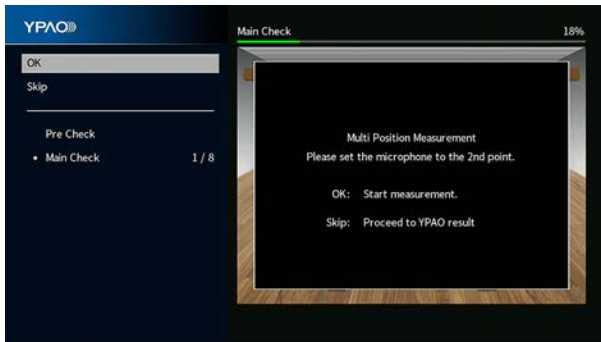 YPAO
OK
Skip
Pre Check
• Main Check 1 / 8
Main Check 18%
Multi Position Measurement
Please set the microphone to the 2nd point.
OK: Start measurement.
Skip: Proceed to YPAO result